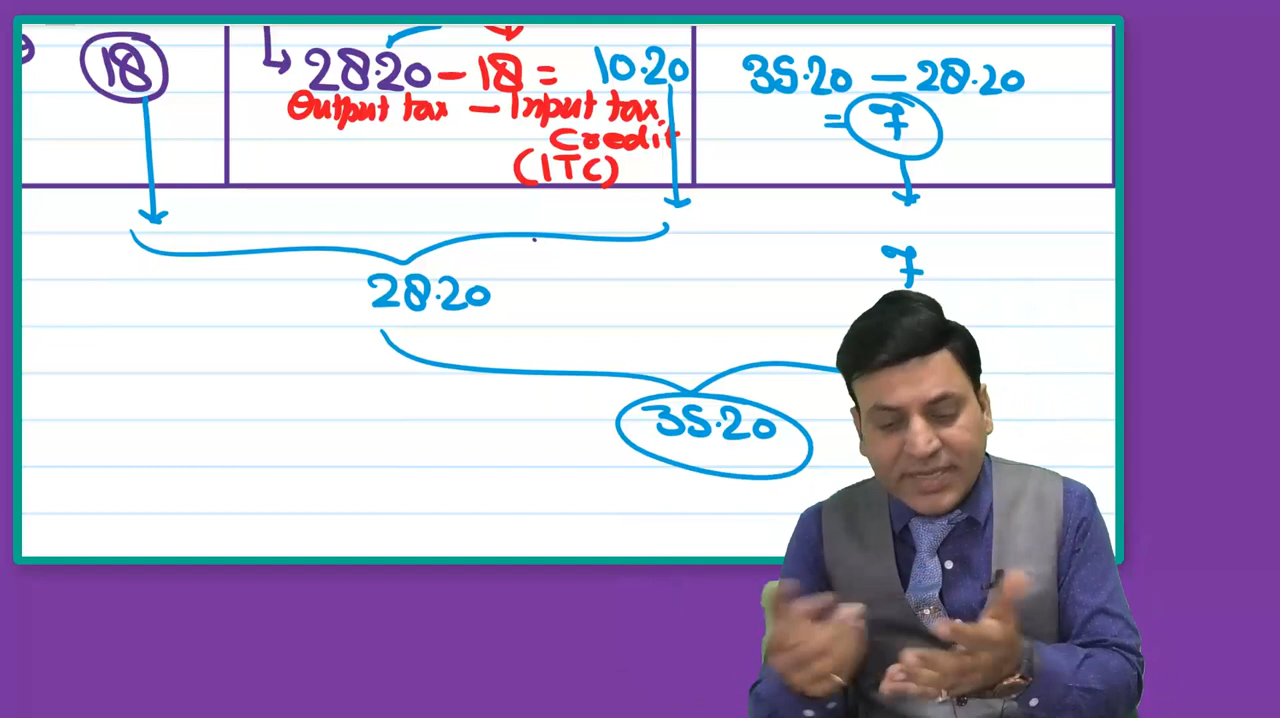 18
↳ 28.20 - 18 = 10.20
Output tax - Input tax
Credit
(ITC)
35.20 - 28.20
= 7
7
28.20
35.20